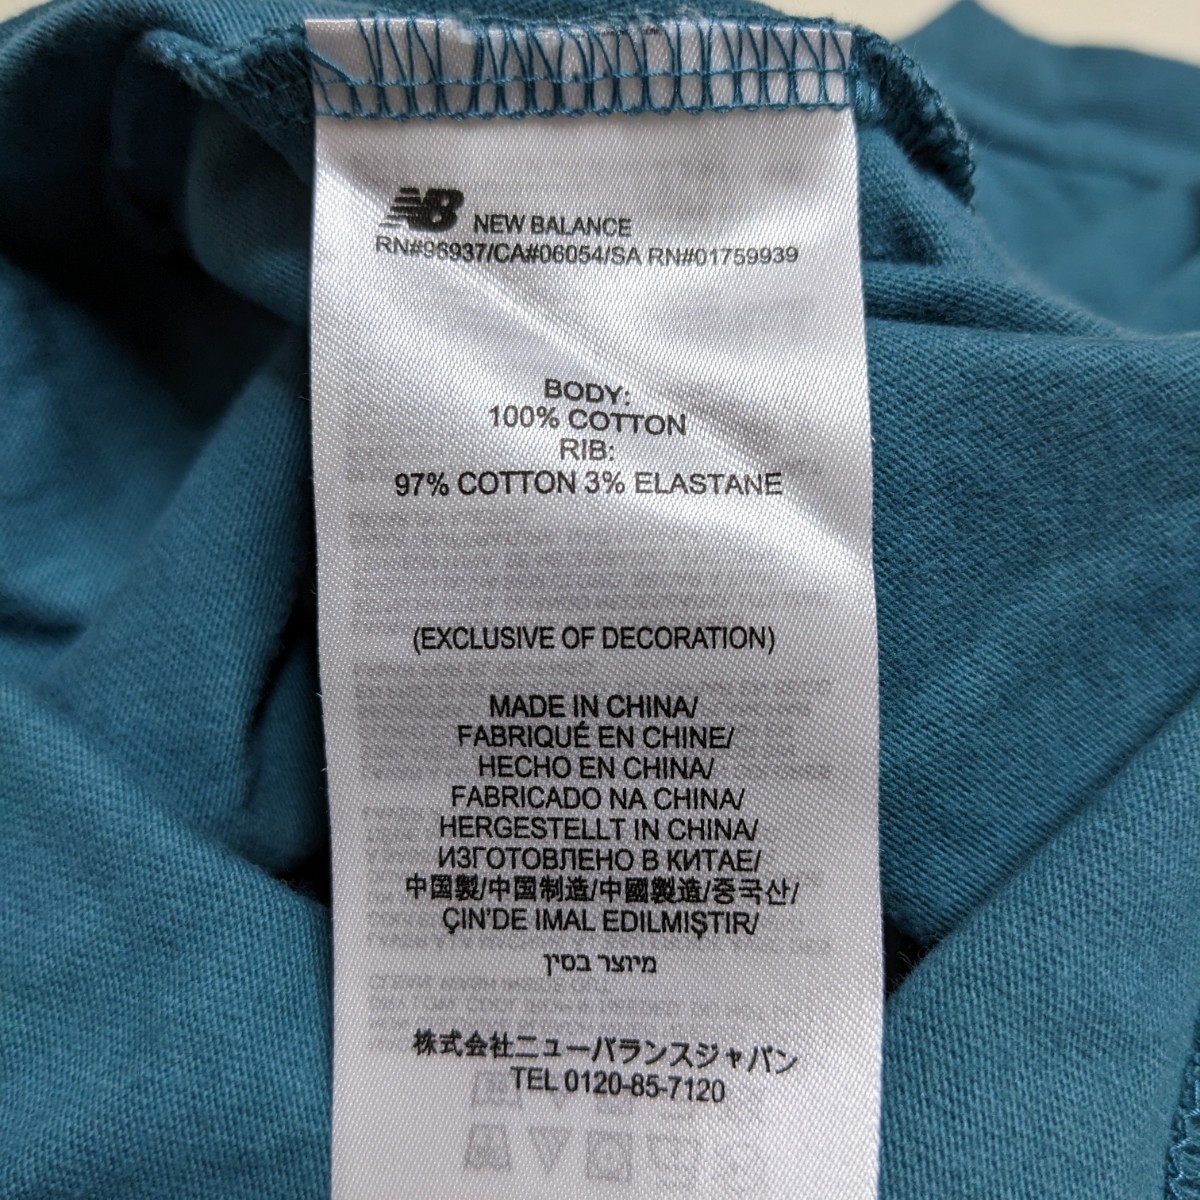 NB NEW BALANCE
RN#96937/CA#06054/SA RN#01759939
BODY:
100% COTTON
RIB:
97% COTTON 3% ELASTANE
(EXCLUSIVE OF DECORATION)
MADE IN CHINA/
FABRIQUÉ EN CHINE/
HECHO EN CHINA/
FABRICADO NA CHINA/
HERGESTELLT IN CHINA/
ИЗГОТОВЛЕНО В КИТАЕ/
中国製/中国制造/中國製造/중국산/
ÇIN'DE IMAL EDILMIŞTIR/
מיוצר בסין
株式会社ニューバランスジャパン
TEL 0120-85-7120